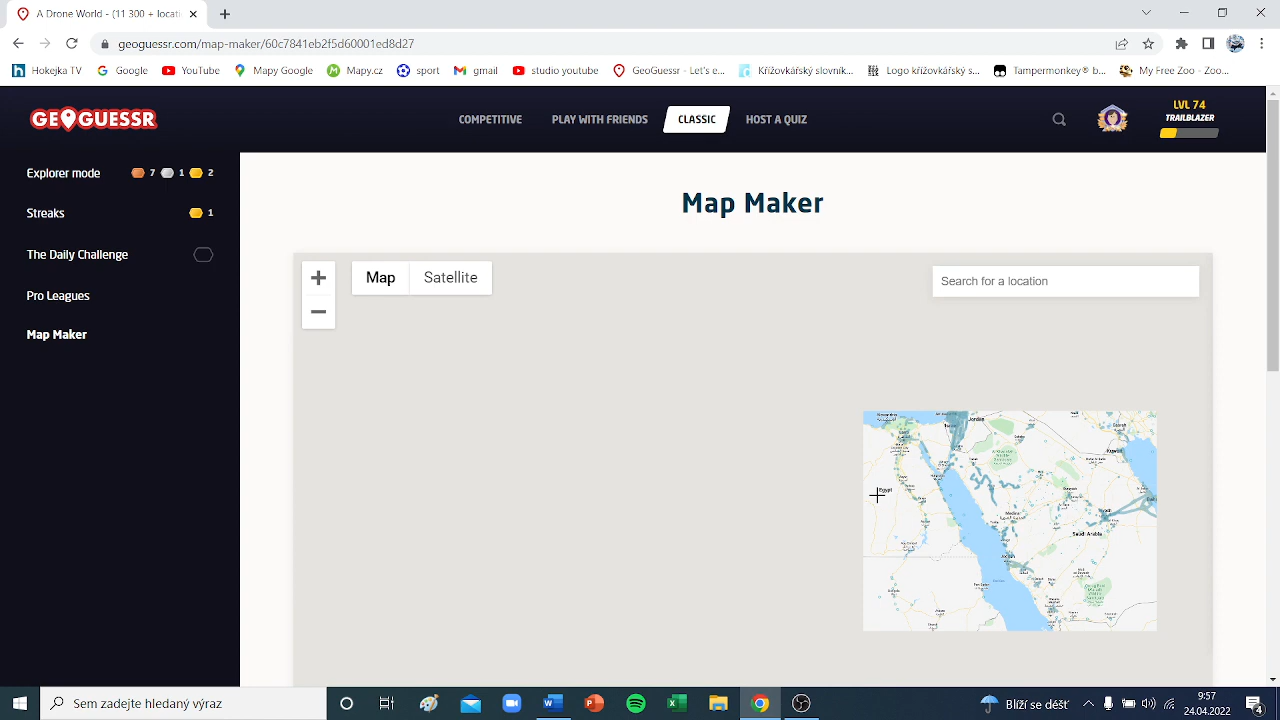 A Drone World - (11 300 + locati
geoguessr.com/map-maker/60c7841eb2f5d60001ed8d27
Hokejka TV
Google
YouTube
Mapy Google
Mapy.cz
sport
gmail
studio youtube
GeoGuessr - Let's e...
Křížovkářský slovník...
Logo křížovkářský s...
Tampermonkey® b...
My Free Zoo - Zoo...
GEOGUESSR
COMPETITIVE
PLAY WITH FRIENDS
CLASSIC
HOST A QUIZ
LVL 74
TRAILBLAZER
Explorer mode
7
1
2
Streaks
1
The Daily Challenge
Pro Leagues
Map Maker
Map Maker
Map
Satellite
Search for a location
Jordan
Egypt
Saudi Arabia
Sem zadejte hledaný výraz
Blíží se déšť
9:57
24.04.2022
4